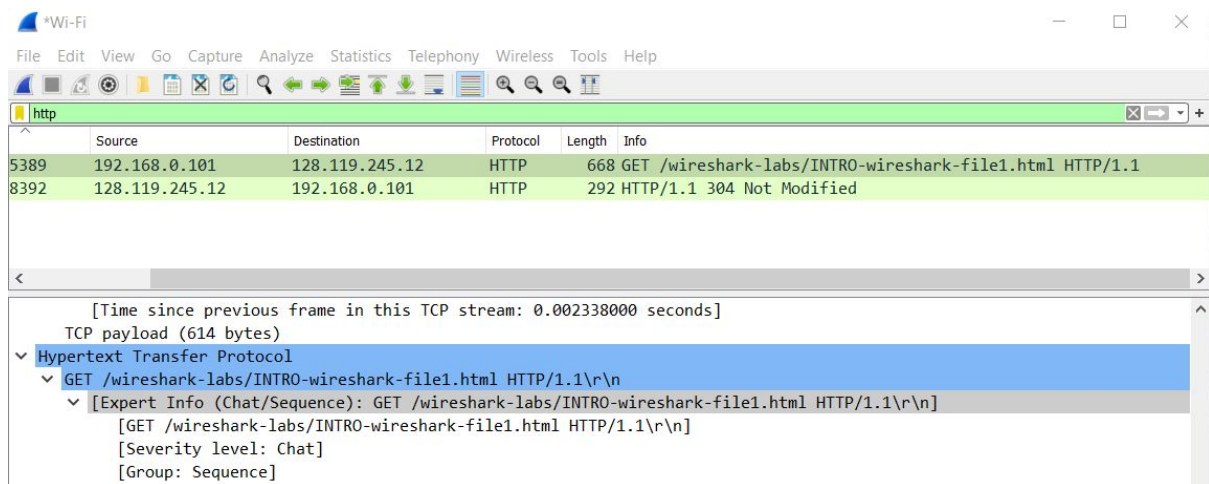 *Wi-Fi
File Edit View Go Capture Analyze Statistics Telephony Wireless Tools Help
http
Source Destination Protocol Length Info
5389 192.168.0.101 128.119.245.12 HTTP 668 GET /wireshark-labs/INTRO-wireshark-file1.html HTTP/1.1
8392 128.119.245.12 192.168.0.101 HTTP 292 HTTP/1.1 304 Not Modified
[Time since previous frame in this TCP stream: 0.002338000 seconds]
TCP payload (614 bytes)
Hypertext Transfer Protocol
GET /wireshark-labs/INTRO-wireshark-file1.html HTTP/1.1\r\n
[Expert Info (Chat/Sequence): GET /wireshark-labs/INTRO-wireshark-file1.html HTTP/1.1\r\n]
[GET /wireshark-labs/INTRO-wireshark-file1.html HTTP/1.1\r\n]
[Severity level: Chat]
[Group: Sequence]